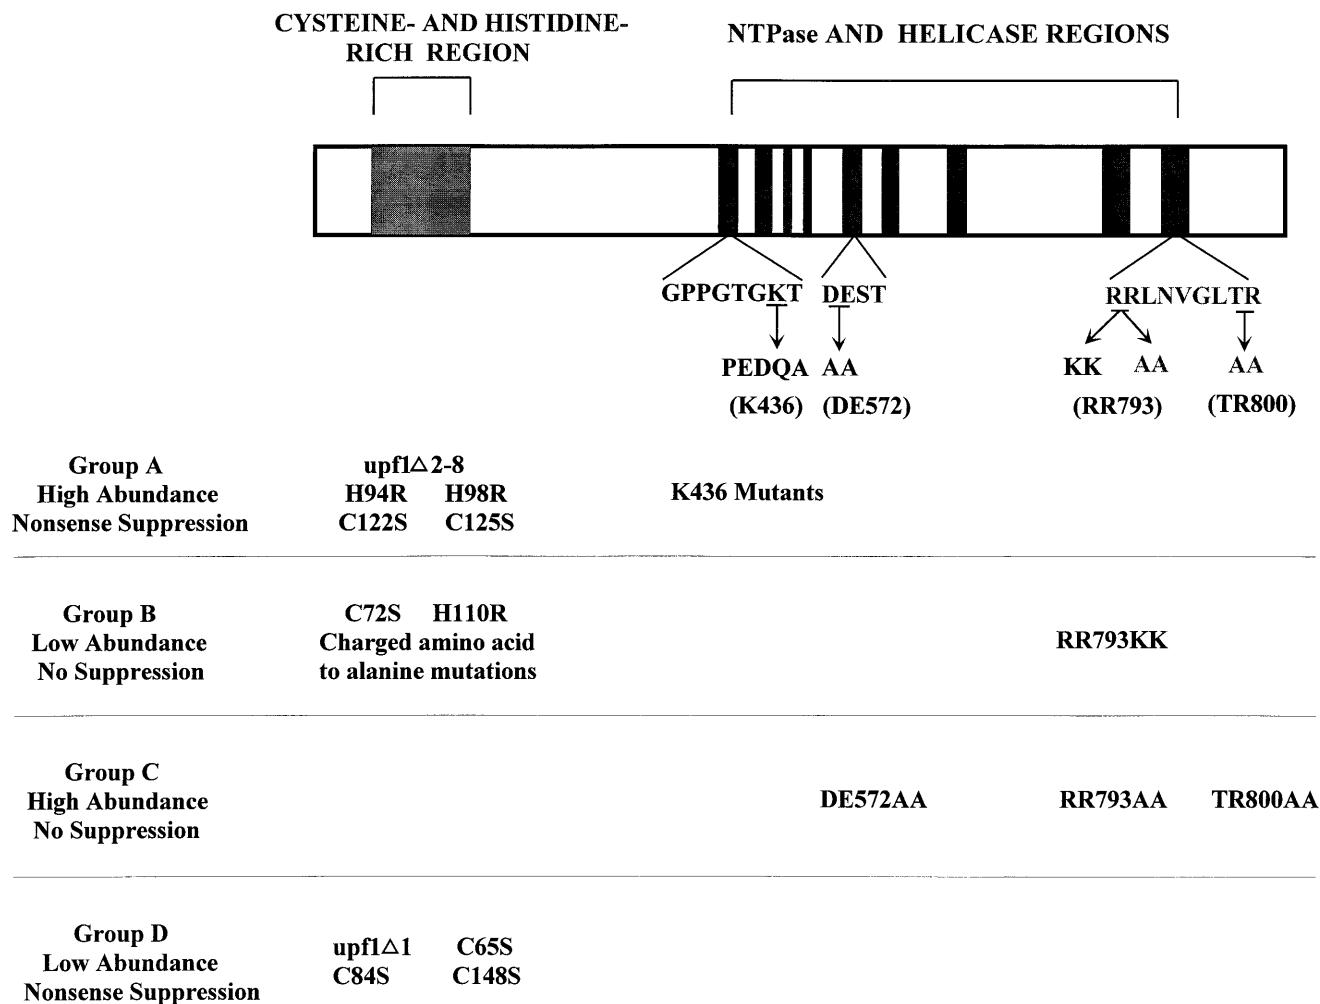 CYSTEINE- AND HISTIDINE-
RICH REGION
NTPase AND HELICASE REGIONS
GPPGTGKT DEST RRLNVGLTR
PEDQA AA KK AA AA
(K436) (DE572) (RR793) (TR800)
Group A
High Abundance
Nonsense Suppression
upf1△2-8
H94R H98R
C122S C125S
K436 Mutants
Group B
Low Abundance
No Suppression
C72S H110R
Charged amino acid
to alanine mutations
RR793KK
Group C
High Abundance
No Suppression
DE572AA RR793AA TR800AA
Group D
Low Abundance
Nonsense Suppression
upf1△1 C65S
C84S C148S